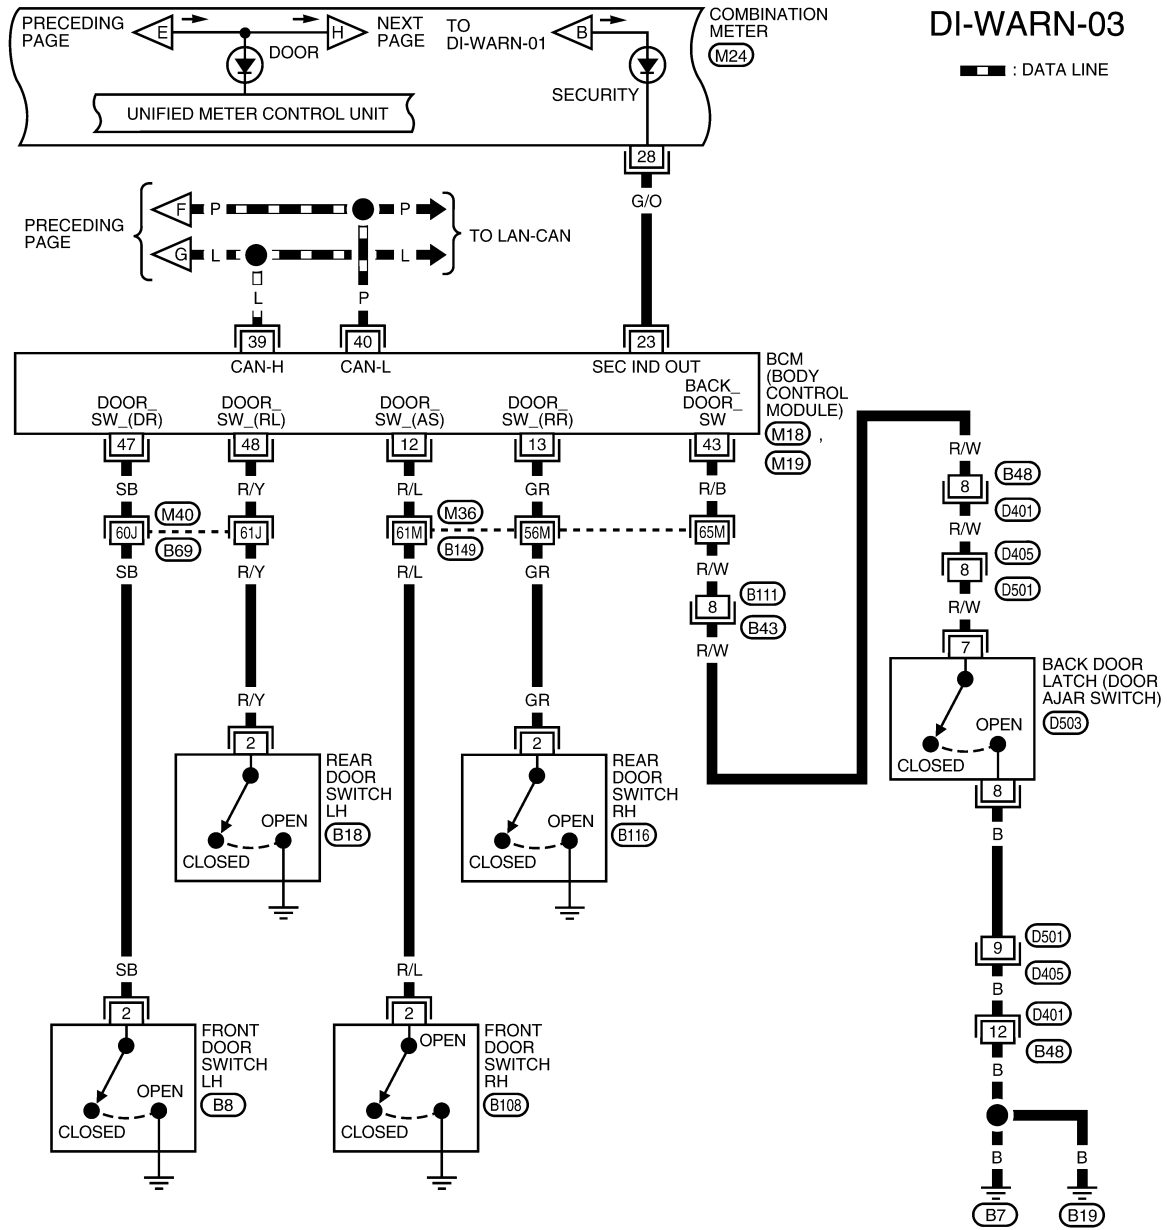 PRECEDING
PAGE
E
H
NEXT
PAGE
DOOR
UNIFIED METER CONTROL UNIT
TO
DI-WARN-01
B
SECURITY
COMBINATION
METER
M24
DI-WARN-03
: DATA LINE
28
G/O
PRECEDING
PAGE
F P P
G L L
TO LAN-CAN
L
P
39
40
23
CAN-H
CAN-L
SEC IND OUT
BCM
(BODY
CONTROL
MODULE)
M18 ,
M19
DOOR_
SW_(DR)
DOOR_
SW_(RL)
DOOR_
SW_(AS)
DOOR_
SW_(RR)
BACK_
DOOR_
SW
47
48
12
13
43
SB
R/Y
R/L
GR
R/B
60J
M40
B69
61J
61M
M36
B149
56M
65M
SB
R/Y
R/L
GR
R/W
8
B111
B43
R/W
R/W
8
B48
D401
R/W
8
D405
D501
R/W
7
BACK DOOR
LATCH (DOOR
AJAR SWITCH)
D503
OPEN
CLOSED
8
B
R/Y
2
REAR
DOOR
SWITCH
LH
B18
OPEN
CLOSED
GR
2
REAR
DOOR
SWITCH
RH
B116
OPEN
CLOSED
9
D501
D405
B
12
D401
B48
B
SB
2
FRONT
DOOR
SWITCH
LH
B8
OPEN
CLOSED
R/L
2
OPEN
FRONT
DOOR
SWITCH
RH
B108
CLOSED
B
B
B7
B19